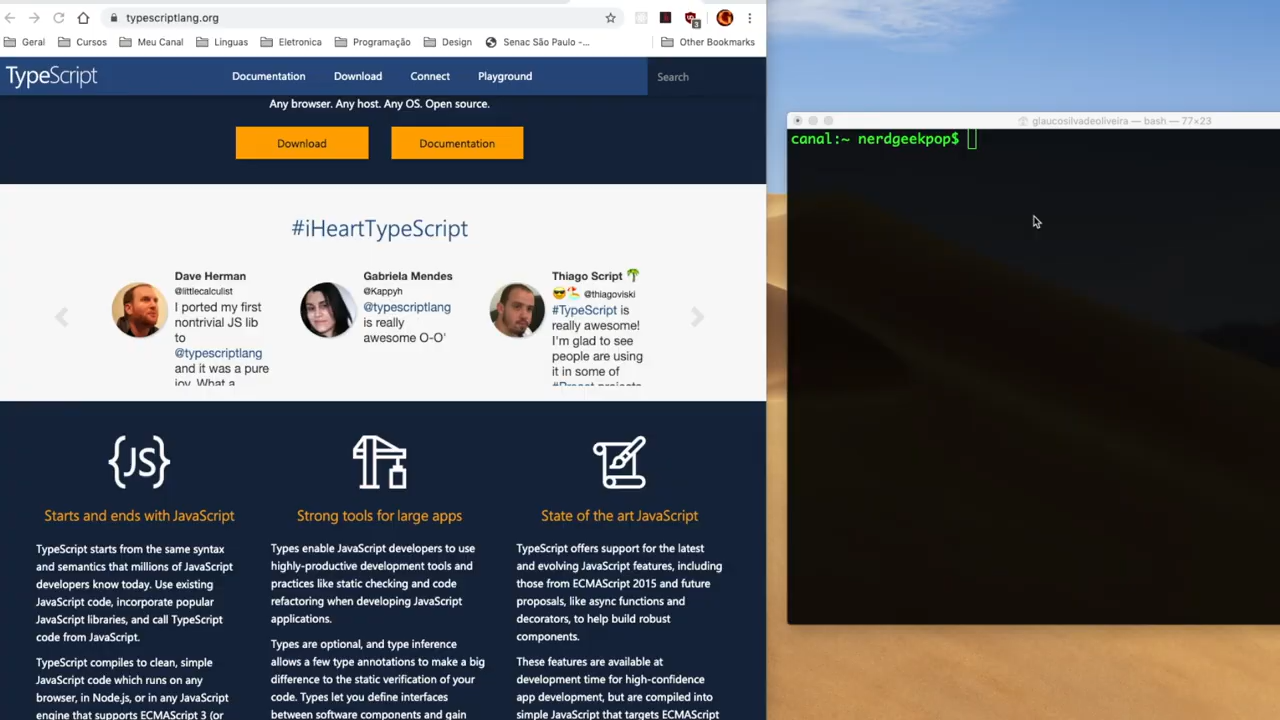 typescriptlang.org
3
Geral
Cursos
Meu Canal
Linguas
Eletronica
Programação
Design
Senac São Paulo -...
Other Bookmarks
TypeScript
Documentation
Download
Connect
Playground
Search
Any browser. Any host. Any OS. Open source.
Download
Documentation
#iHeartTypeScript
Dave Herman
@littlecalculist
I ported my first
nontrivial JS lib
to
@typescriptlang
and it was a pure
joy. What a
Gabriela Mendes
@Kappyh
@typescriptlang
is really
awesome O-O'
Thiago Script 🌴
😎🏖 @thiagoviski
#TypeScript is
really awesome!
I'm glad to see
people are using
it in some of
#React projects
{JS}
Starts and ends with JavaScript
TypeScript starts from the same syntax
and semantics that millions of JavaScript
developers know today. Use existing
JavaScript code, incorporate popular
JavaScript libraries, and call TypeScript
code from JavaScript.
TypeScript compiles to clean, simple
JavaScript code which runs on any
browser, in Node.js, or in any JavaScript
engine that supports ECMAScript 3 (or
Strong tools for large apps
Types enable JavaScript developers to use
highly-productive development tools and
practices like static checking and code
refactoring when developing JavaScript
applications.
Types are optional, and type inference
allows a few type annotations to make a big
difference to the static verification of your
code. Types let you define interfaces
between software components and gain
State of the art JavaScript
TypeScript offers support for the latest
and evolving JavaScript features, including
those from ECMAScript 2015 and future
proposals, like async functions and
decorators, to help build robust
components.
These features are available at
development time for high-confidence
app development, but are compiled into
simple JavaScript that targets ECMAScript
glaucosilvadeoliveira — bash — 77×23
canal:~ nerdgeekpop$